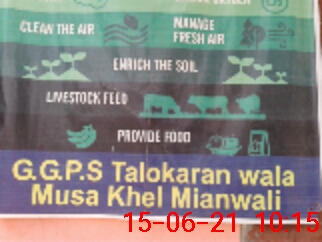 CLEAN THE AIR
MANAGE
FRESH AIR
ENRICH THE SOIL
LIVESTOCK FEED
PROVIDE FOOD
G.G.P.S Talokaran wala
Musa Khel Mianwali
15-06-21 10:15